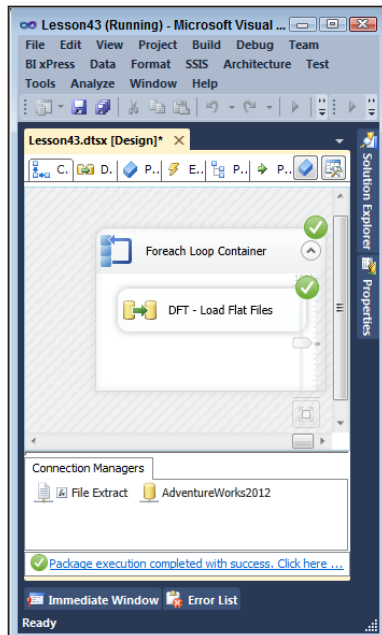 Lesson43 (Running) - Microsoft Visual ...
File Edit View Project Build Debug Team
BI xPress Data Format SSIS Architecture Test
Tools Analyze Window Help
Lesson43.dtsx [Design]* ×
C. D. P.. E.. P.. P..
Solution Explorer
Properties
Foreach Loop Container
DFT - Load Flat Files
Connection Managers
fx File Extract AdventureWorks2012
Package execution completed with success. Click here ...
Immediate Window Error List
Ready